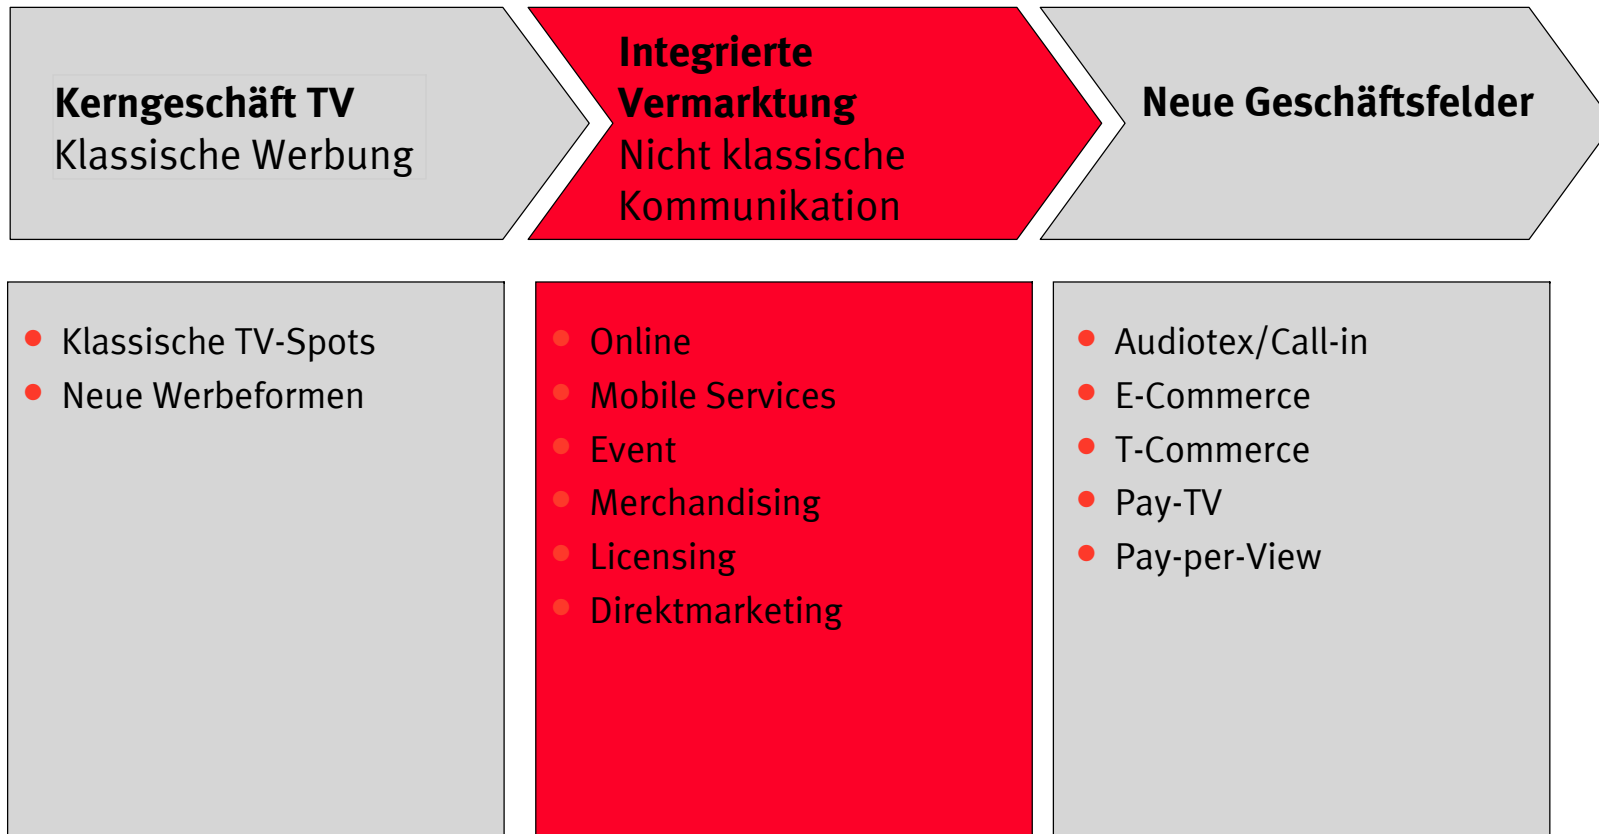 Kerngeschäft TV
Klassische Werbung
Integrierte
Vermarktung
Nicht klassische
Kommunikation
Neue Geschäftsfelder
• Klassische TV-Spots
• Neue Werbeformen
• Online
• Mobile Services
• Event
• Merchandising
• Licensing
• Direktmarketing
• Audiotex/Call-in
• E-Commerce
• T-Commerce
• Pay-TV
• Pay-per-View